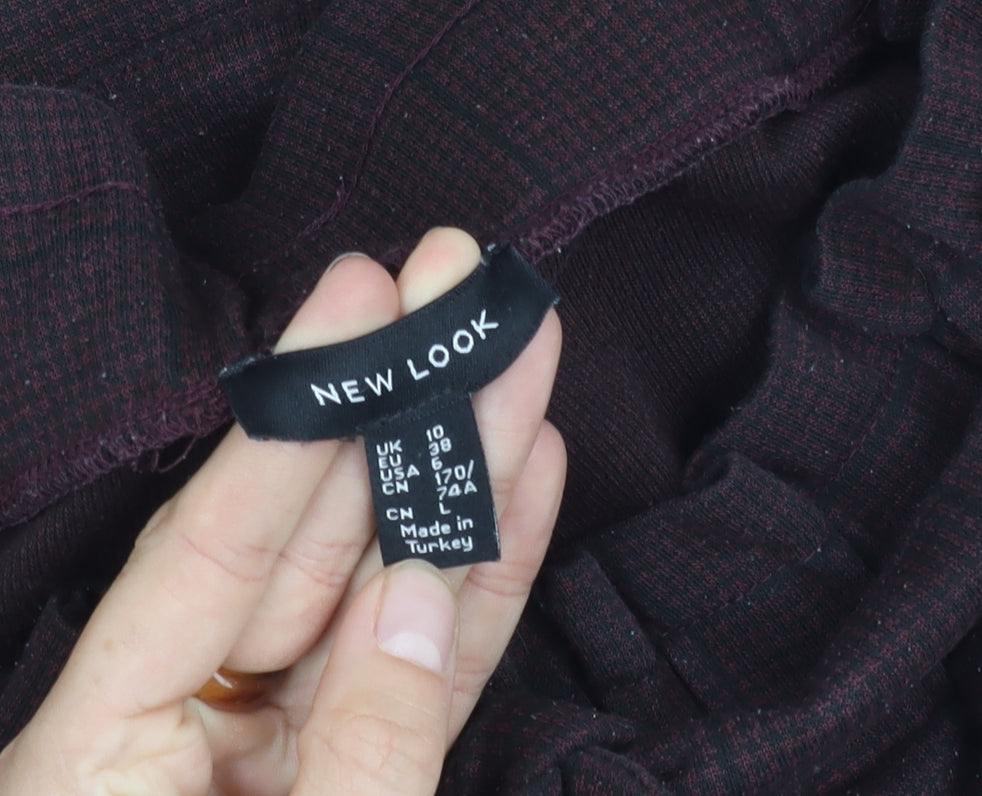 NEW LOOK
UK 10
EU 38
USA 6
CN 170/
74A
CN L
Made in
Turkey